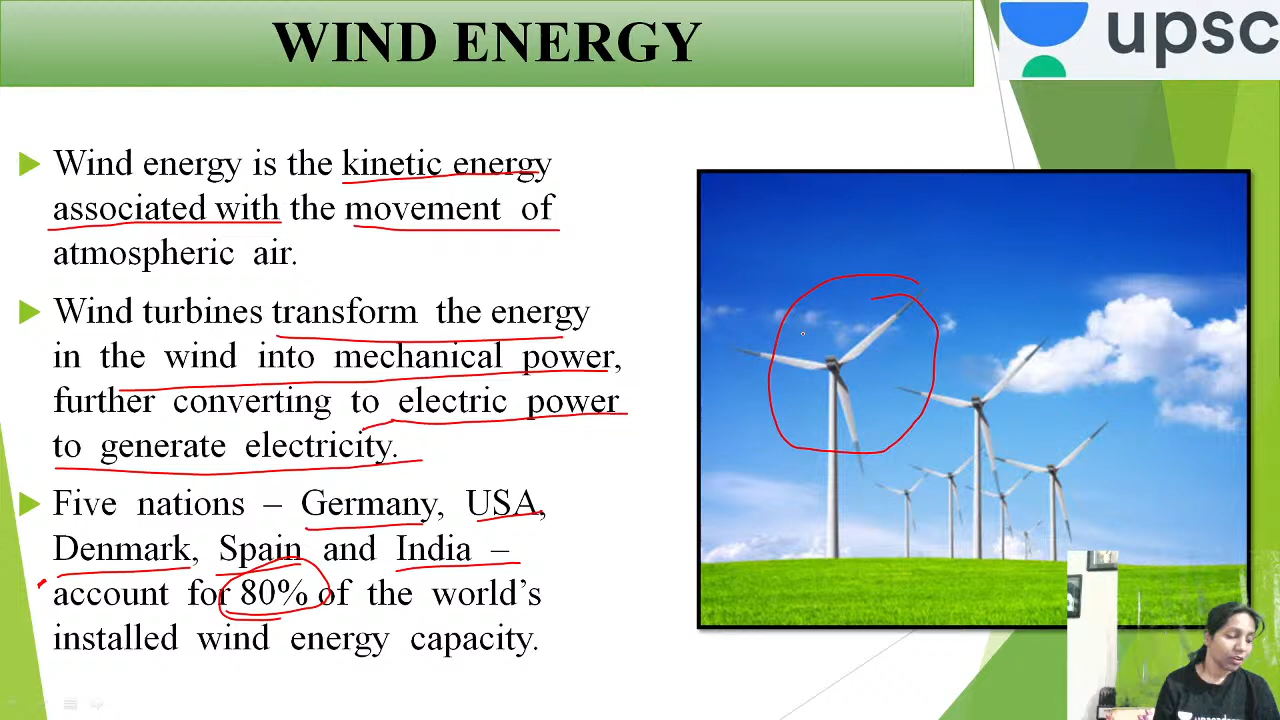 WIND ENERGY
upsc
Wind energy is the kinetic energy
associated with the movement of
atmospheric air.
Wind turbines transform the energy
in the wind into mechanical power,
further converting to electric power
to generate electricity.
Five nations – Germany, USA,
Denmark, Spain and India –
account for 80% of the world's
installed wind energy capacity.